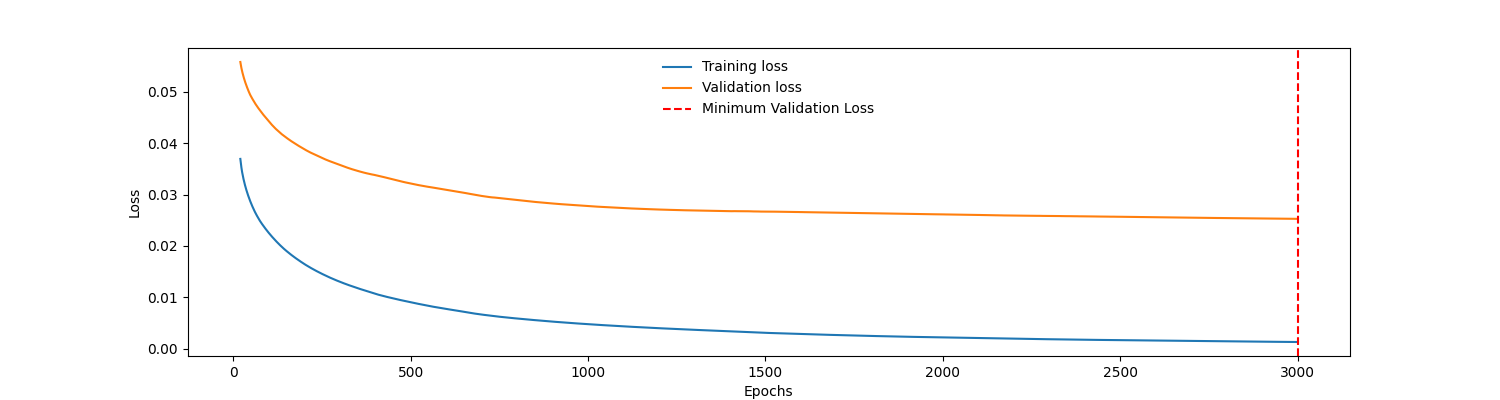 Training loss
Validation loss
Minimum Validation Loss
Loss
0.05
0.04
0.03
0.02
0.01
0.00
0 500 1000 1500 2000 2500 3000
Epochs